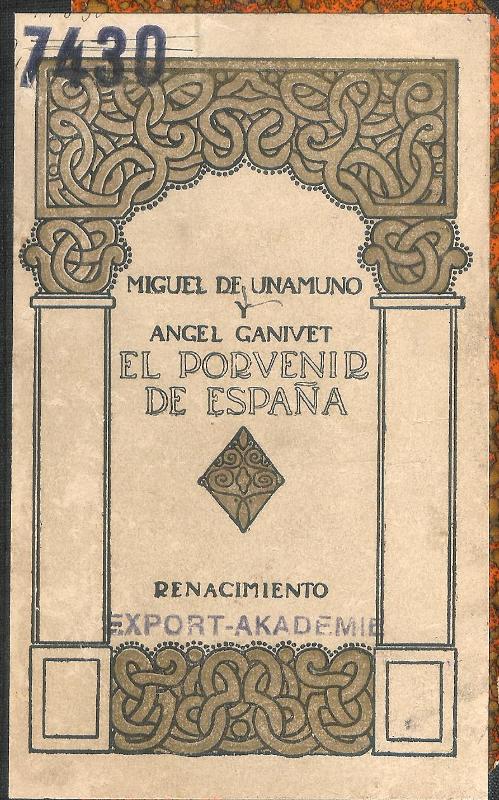 7430
MIGUEL DE UNAMUNO
Y
ANGEL GANIVET
EL PORVENIR
DE ESPAÑA
RENACIMIENTO
EXPORT-AKADEMIE